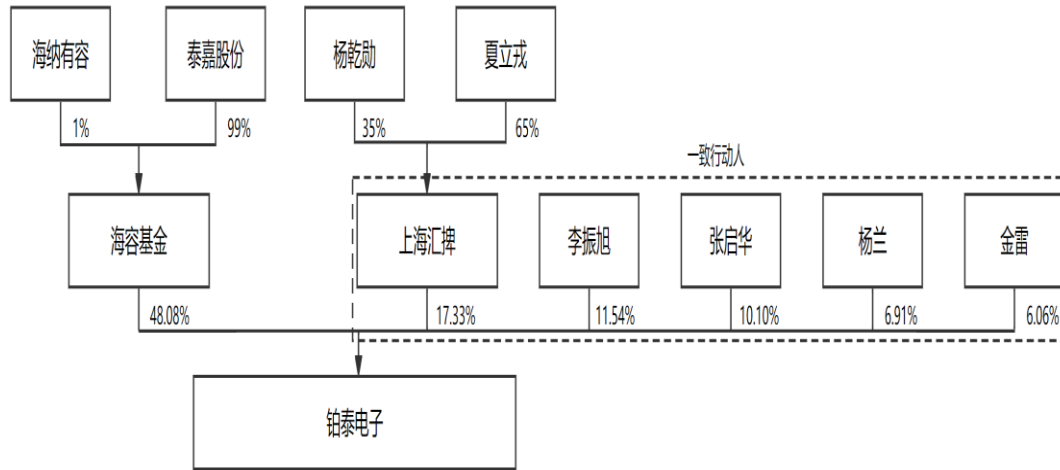 海纳有容 泰嘉股份 杨乾勋 夏立戎
1% 99% 35% 65%
一致行动人
海容基金 上海汇捭 李振旭 张启华 杨兰 金雷
48.08% 17.33% 11.54% 10.10% 6.91% 6.06%
铂泰电子